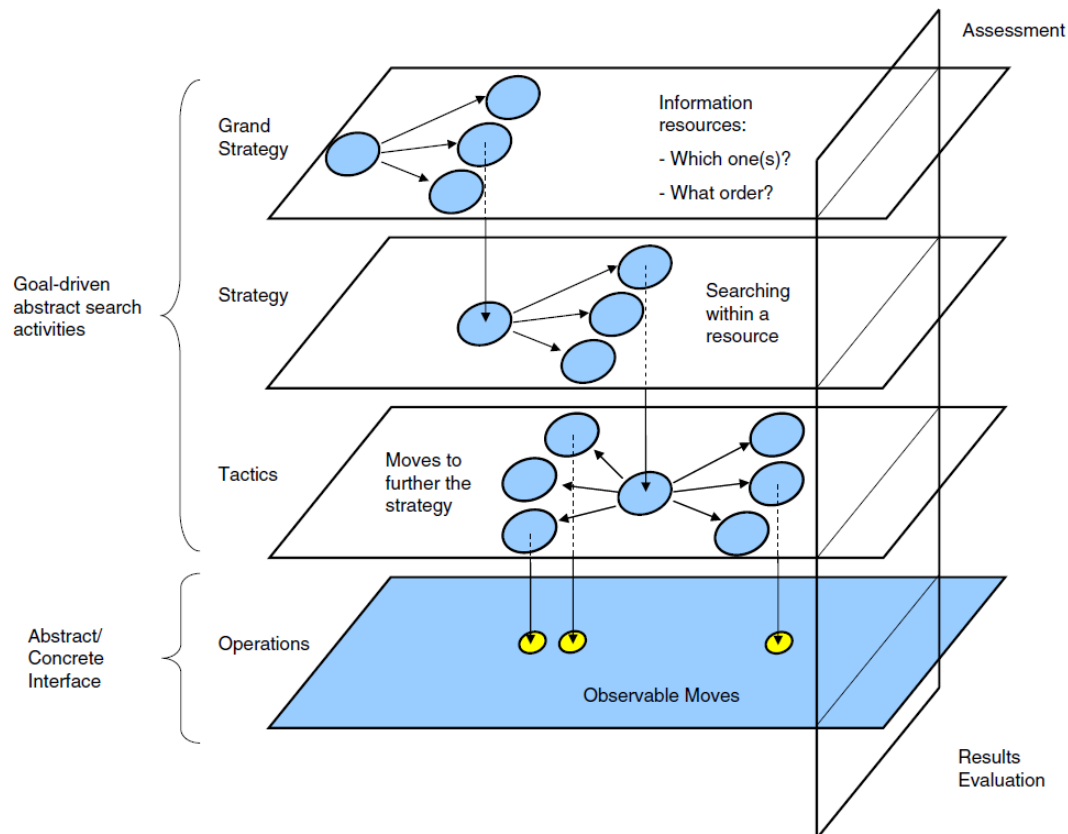 Assessment
Grand
Strategy
Information
resources:
- Which one(s)?
- What order?
Goal-driven
abstract search
activities
Strategy
Searching
within a
resource
Tactics
Moves to
further the
strategy
Abstract/
Concrete
Interface
Operations
Observable Moves
Results
Evaluation